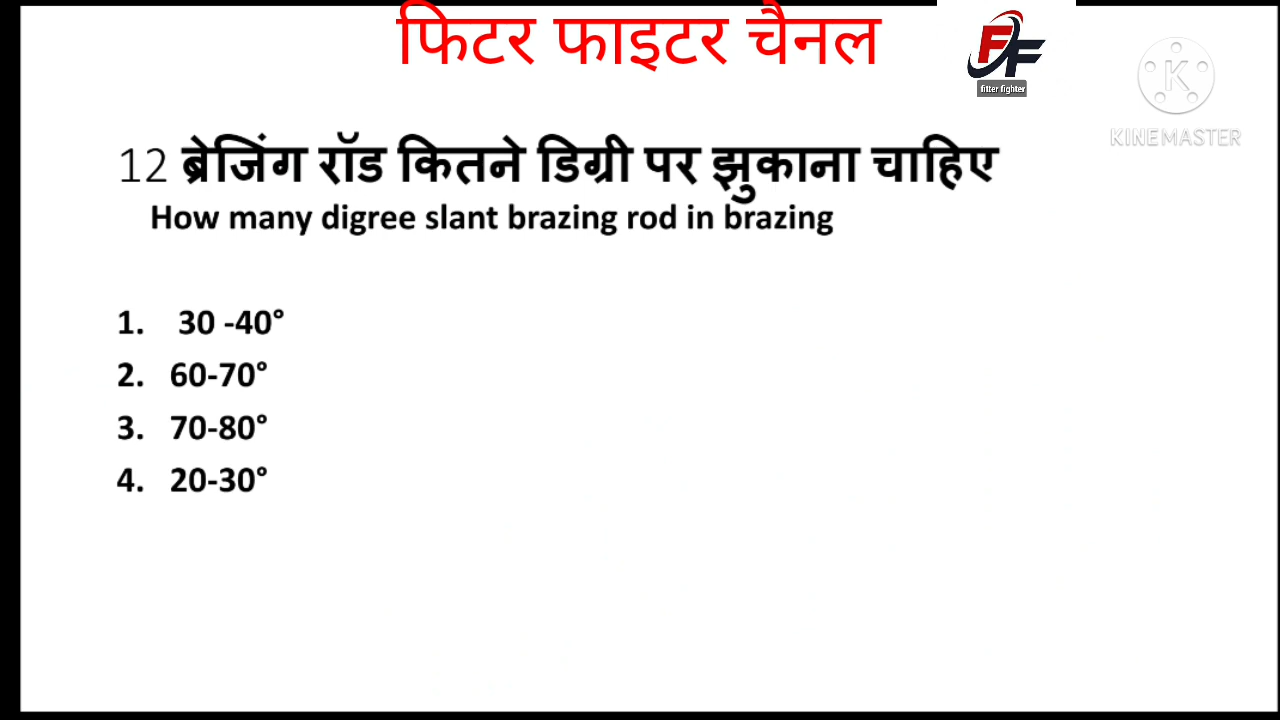 फिटर फाइटर चैनल
FF
fitter fighter
K
KINEMASTER
12 ब्रेजिंग रॉड कितने डिग्री पर झुकाना चाहिए
How many digree slant brazing rod in brazing
1. 30 -40°
2. 60-70°
3. 70-80°
4. 20-30°